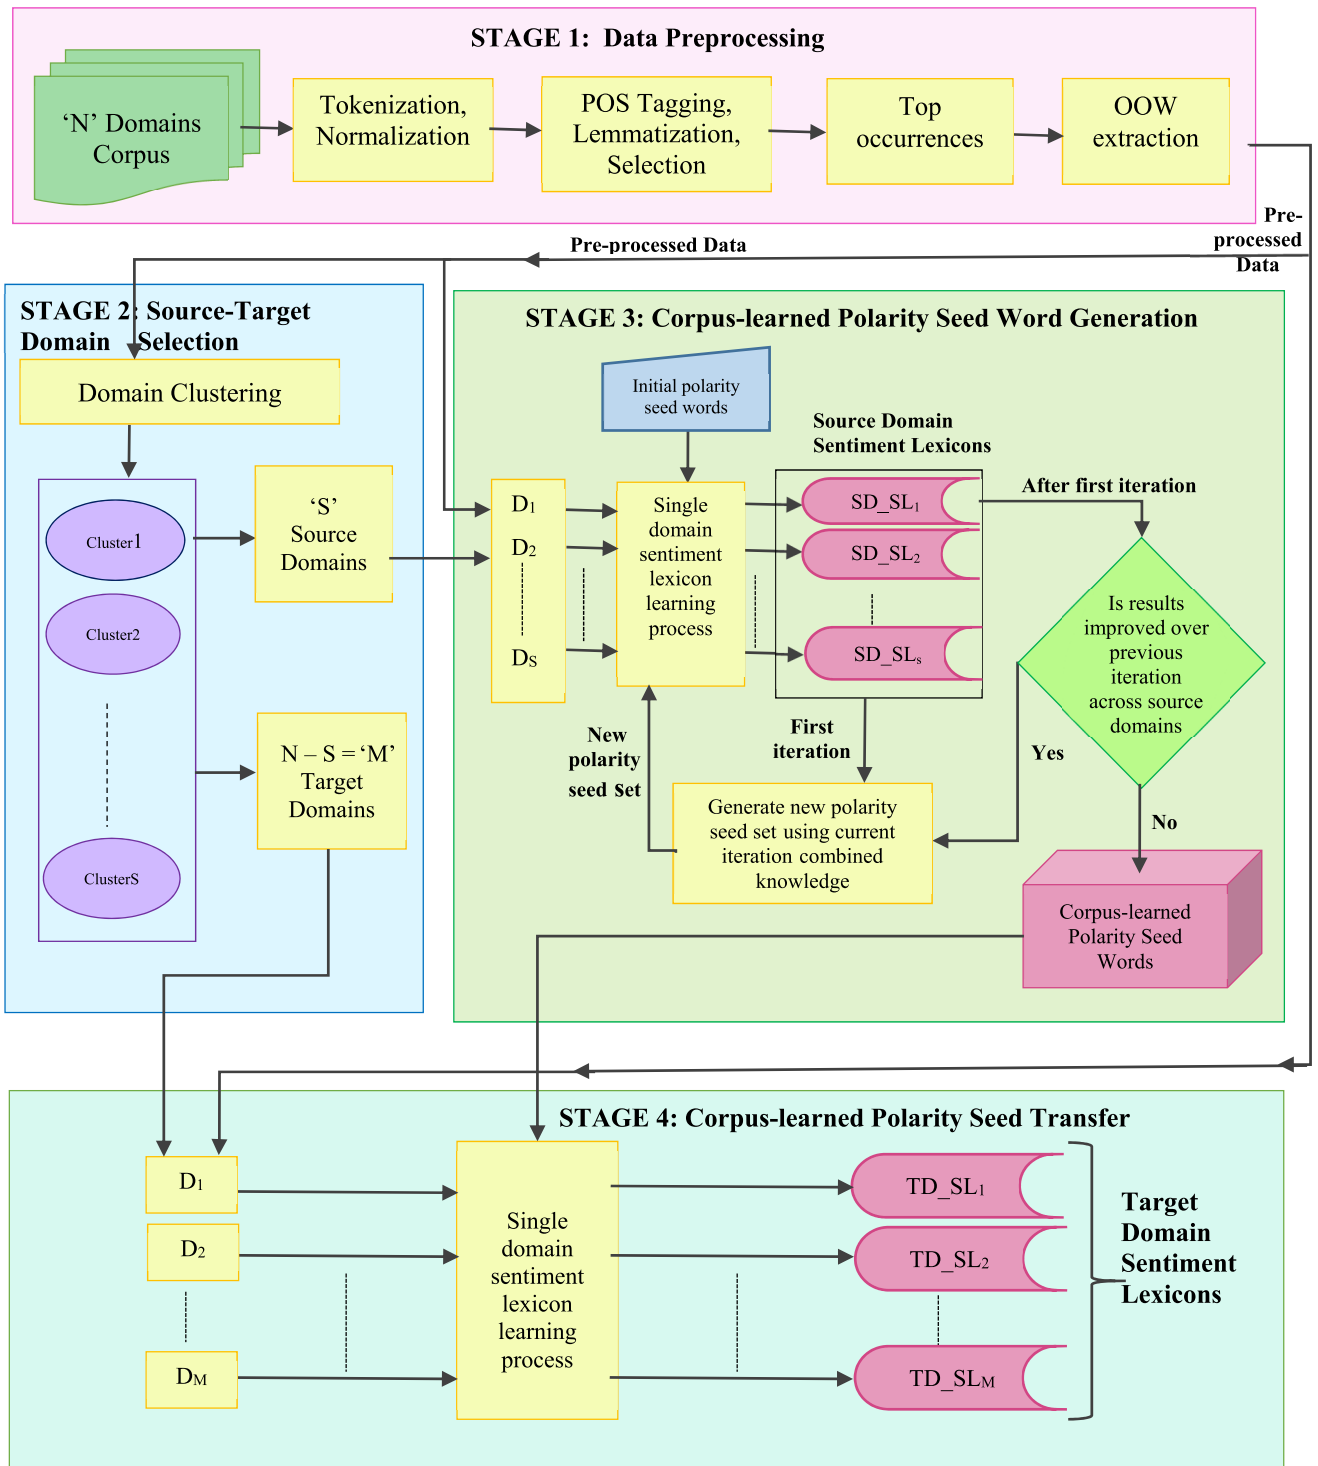 STAGE 1:  Data Preprocessing
‘N’ Domains
Corpus
Tokenization,
Normalization
POS Tagging,
Lemmatization,
Selection
Top
occurrences
OOW
extraction
Pre-
processed
Data
Pre-processed Data
STAGE 2: Source-Target
Domain   Selection
Domain Clustering
Cluster1
Cluster2
ClusterS
‘S’
Source
Domains
N – S = ‘M’
Target
Domains
STAGE 3: Corpus-learned Polarity Seed Word Generation
Initial polarity
seed words
Source Domain
Sentiment Lexicons
D1
D2
DS
Single
domain
sentiment
lexicon
learning
process
SD_SL1
SD_SL2
SD_SLs
After first iteration
Is results
improved over
previous
iteration
across source
domains
New
polarity
seed set
First
iteration
Yes
No
Generate new polarity
seed set using current
iteration combined
knowledge
Corpus-learned
Polarity Seed
Words
STAGE 4: Corpus-learned Polarity Seed Transfer
D1
D2
DM
Single
domain
sentiment
lexicon
learning
process
TD_SL1
TD_SL2
TD_SLM
Target
Domain
Sentiment
Lexicons